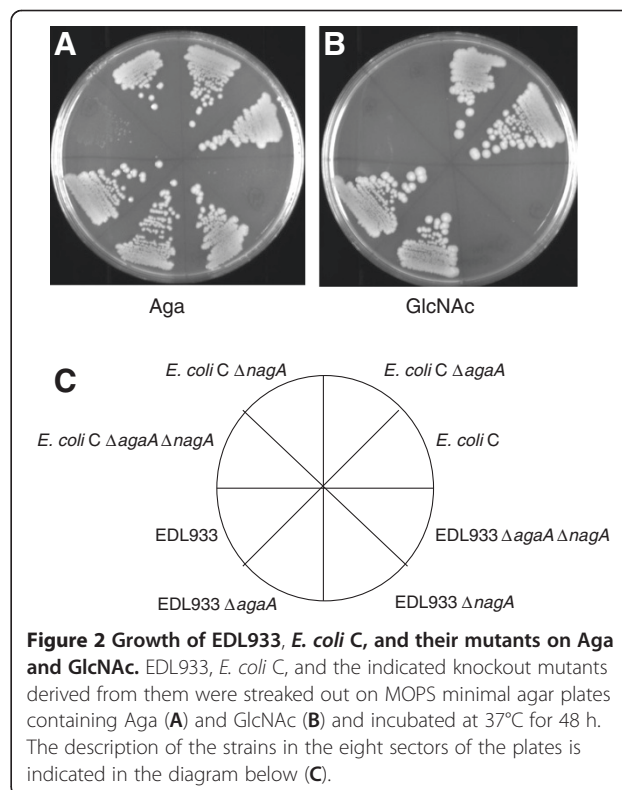 A
B
Aga
GlcNAc
C
E. coli C ΔnagA
E. coli C ΔagaA
E. coli C ΔagaA ΔnagA
E. coli C
EDL933
EDL933 ΔagaA ΔnagA
EDL933 ΔagaA
EDL933 ΔnagA
Figure 2 Growth of EDL933, E. coli C, and their mutants on Aga
and GlcNAc. EDL933, E. coli C, and the indicated knockout mutants
derived from them were streaked out on MOPS minimal agar plates
containing Aga (A) and GlcNAc (B) and incubated at 37°C for 48 h.
The description of the strains in the eight sectors of the plates is
indicated in the diagram below (C).